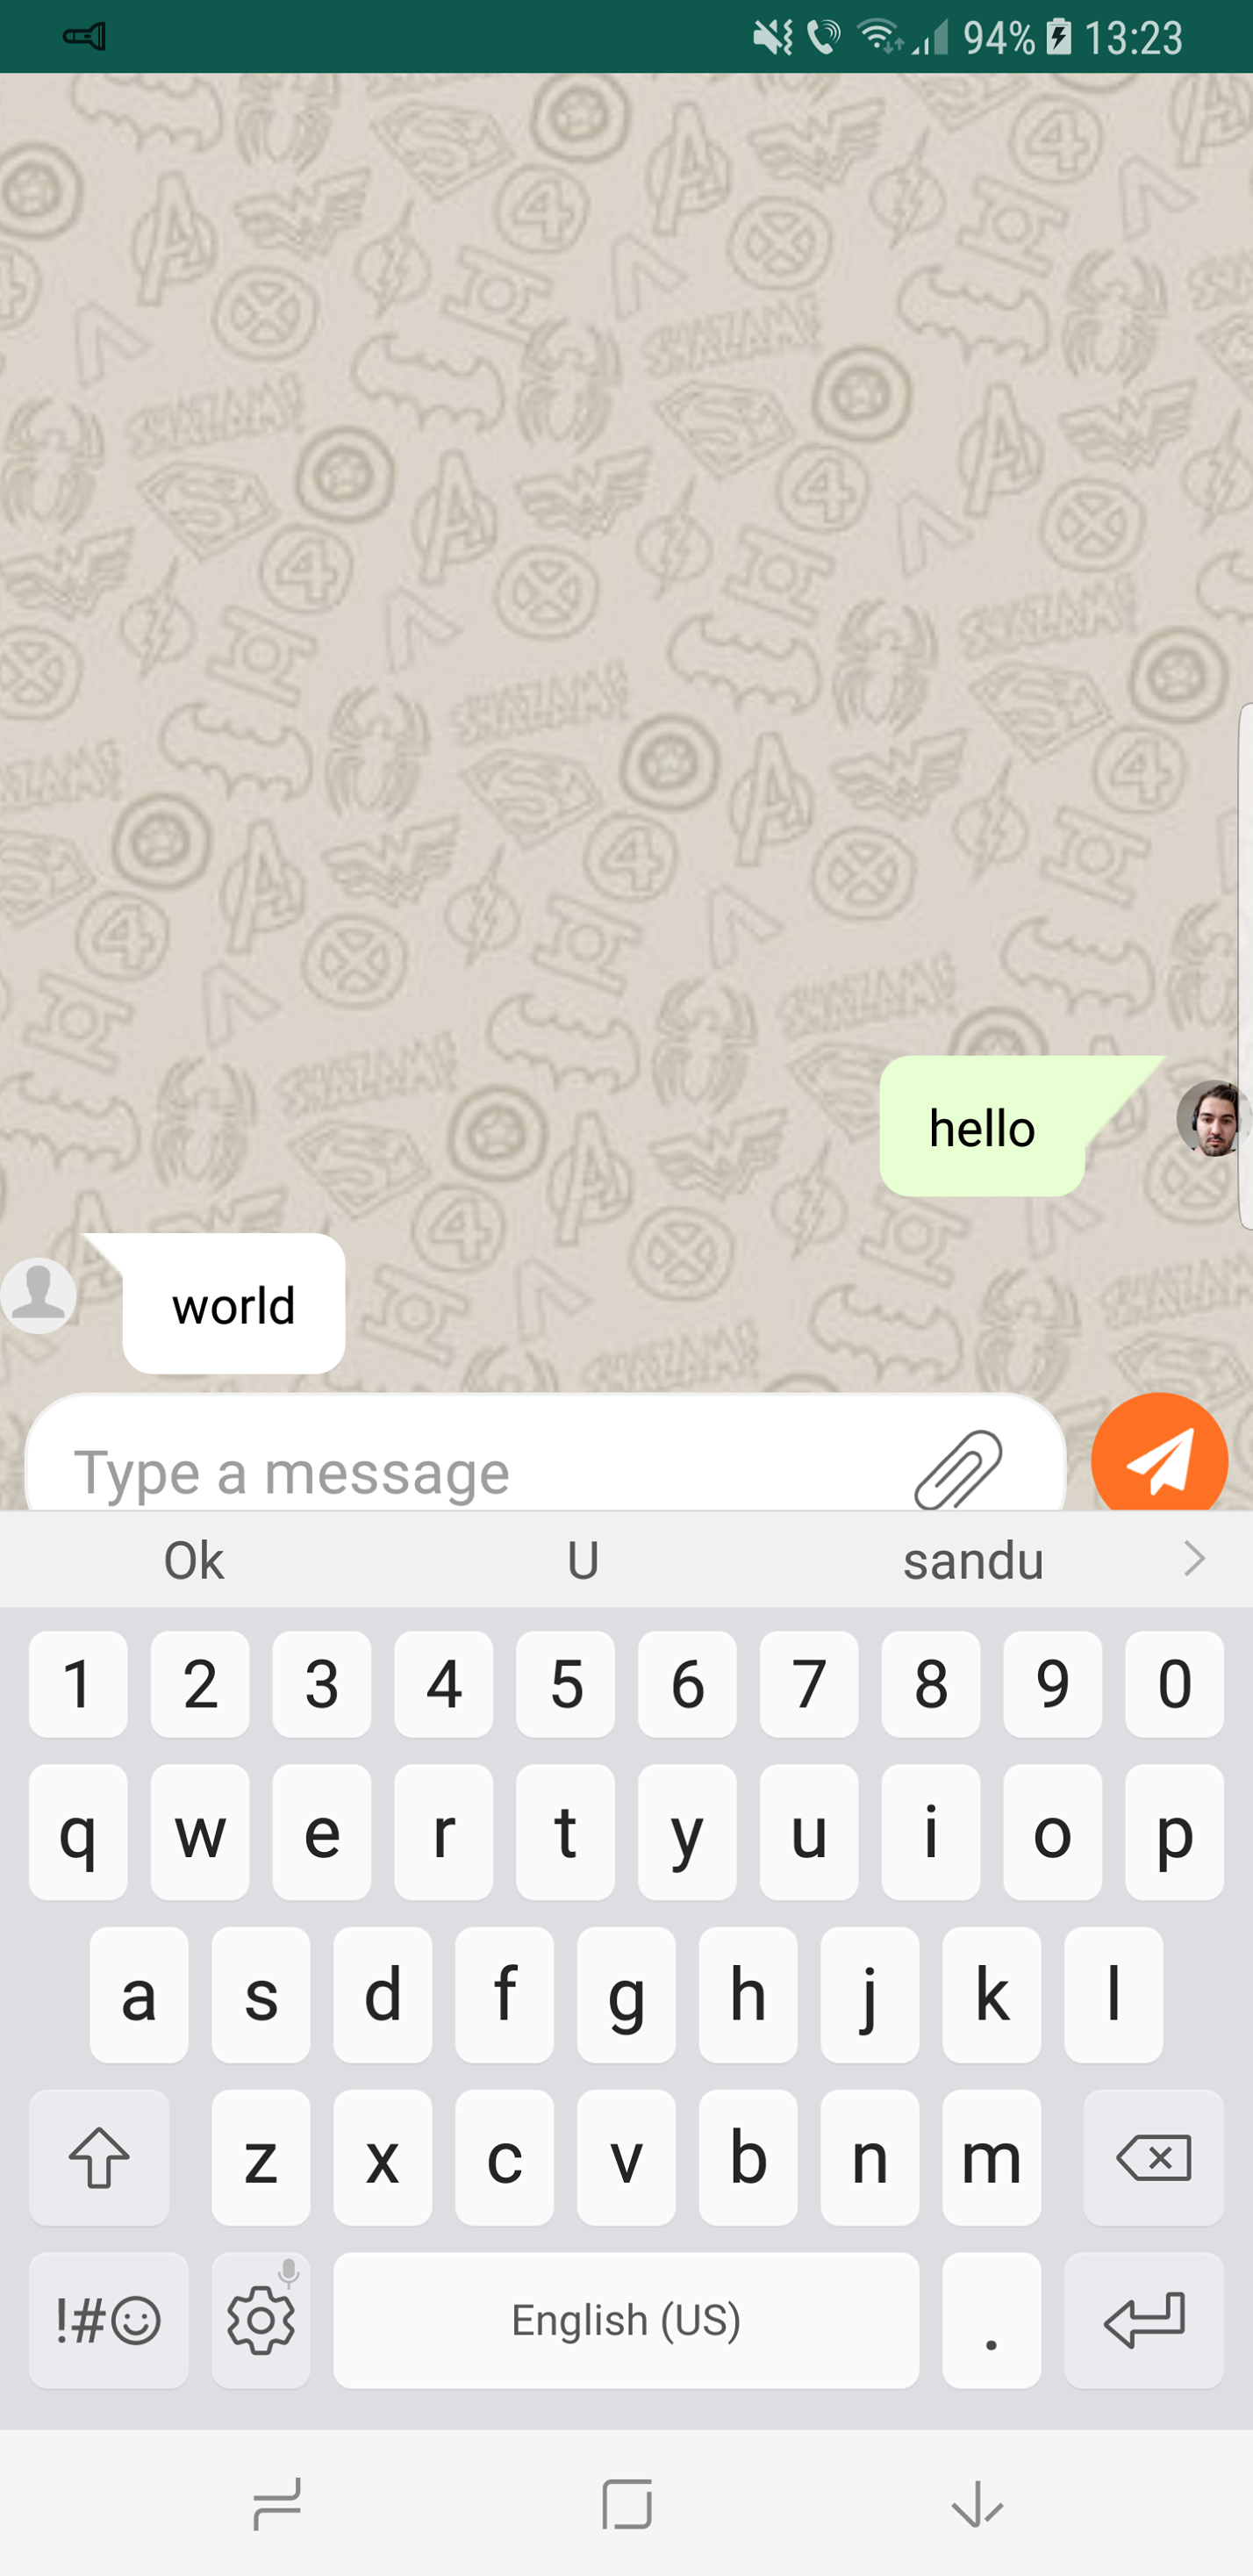 94% 13:23
hello
world
Type a message
Ok U sandu
1 2 3 4 5 6 7 8 9 0
q w e r t y u i o p
a s d f g h j k l
z x c v b n m
!#☺ English (US) .